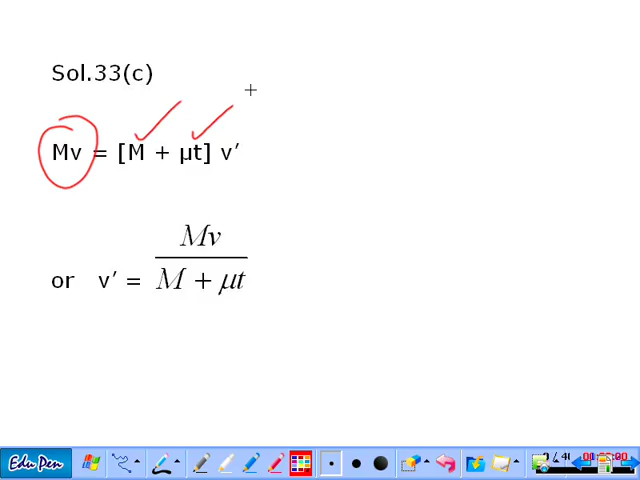 Sol.33(c)
Mv = [M + µt] v′
or v′ = Mv / M + µt
Edu Pen